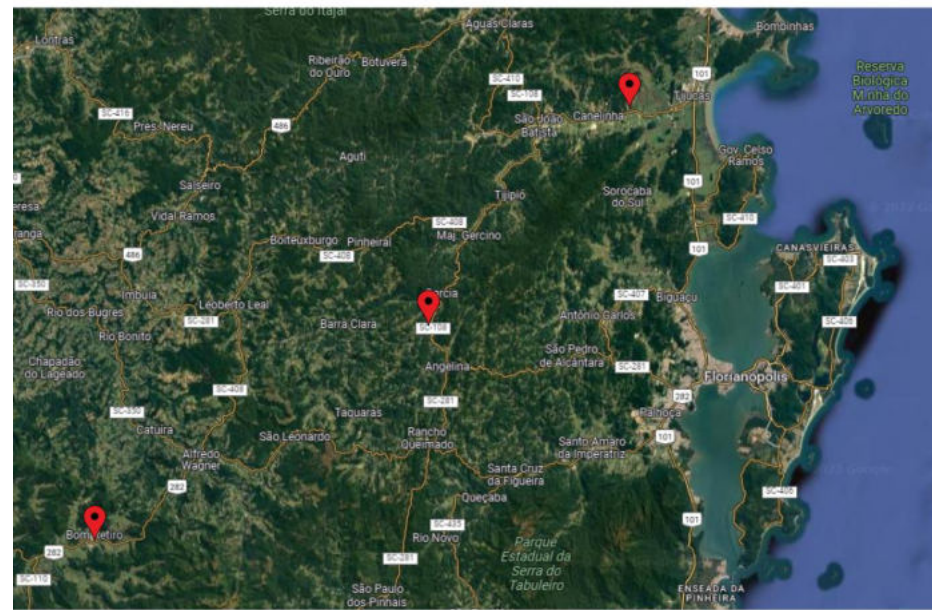 Serra do Itajaí
Águas Claras
Bombinhas
Lontras
Ribeirão
do Ouro
Botuverá
Reserva
Biológica
Marinha do
Arvoredo
101
SC-410
SC-108
Tijucas
SC-416
Pres. Nereu
486
São João
Batista
Canelinha
Aguti
Gov. Celso
Ramos
Salseiro
101
Tijipió
Sorocaba
do Sul
Vidal Ramos
SC-408
SC-410
Boiteuxburgo
Pinheiral
Maj. Gercino
101
CANASVIEIRAS
486
SC-408
SC-403
SC-350
Imbuia
SC-401
Leoberto Leal
Garcia
SC-407
Biguaçu
Rio dos Bugres
SC-281
Barra Clara
SC-108
Antônio Carlos
SC-406
Rio Bonito
Chapadão
do Lageado
Angelina
São Pedro
de Alcântara
SC-281
Florianópolis
SC-408
SC-281
282
SC-350
Taquaras
Palhoça
Catuíra
São Leonardo
Rancho
Queimado
101
Alfredo
Wagner
Santo Amaro
da Imperatriz
Santa Cruz
da Figueira
282
SC-406
Queçaba
Bom Retiro
SC-435
101
282
Rio Novo
Parque
Estadual da
Serra do
Tabuleiro
SC-281
SC-110
São Paulo
dos Pinhais
ENSEADA DA
PINHEIRA